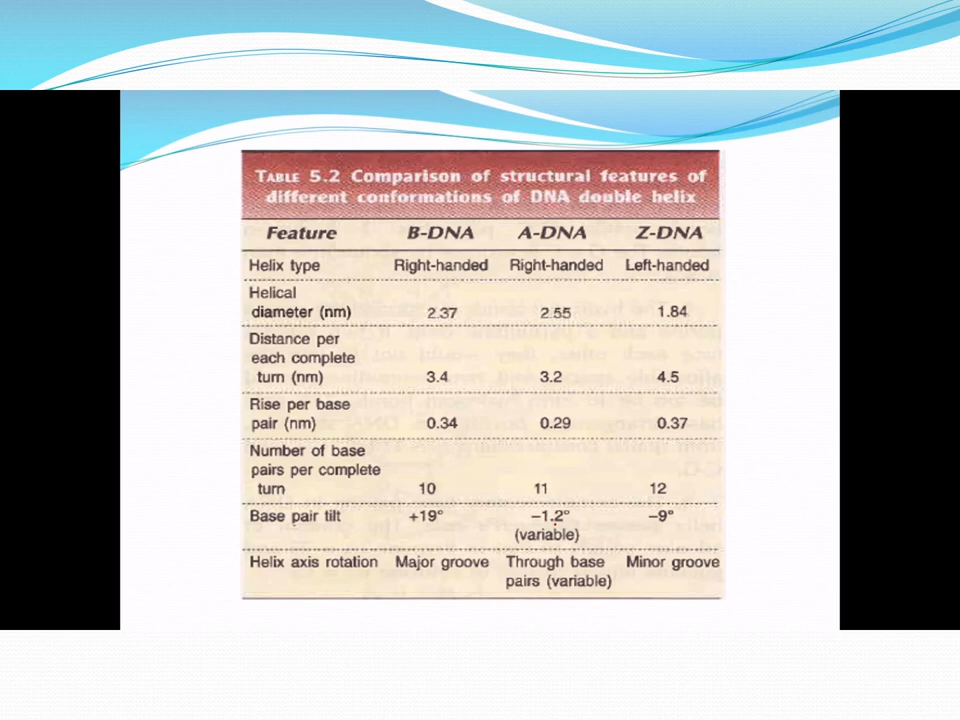 TABLE 5.2 Comparison of structural features of
different conformations of DNA double helix
Feature B-DNA A-DNA Z-DNA
Helix type Right-handed Right-handed Left-handed
Helical
diameter (nm) 2.37 2.55 1.84
Distance per
each complete
turn (nm) 3.4 3.2 4.5
Rise per base
pair (nm) 0.34 0.29 0.37
Number of base
pairs per complete
turn 10 11 12
Base pair tilt +19° –1.2° –9°
(variable)
Helix axis rotation Major groove Through base Minor groove
pairs (variable)